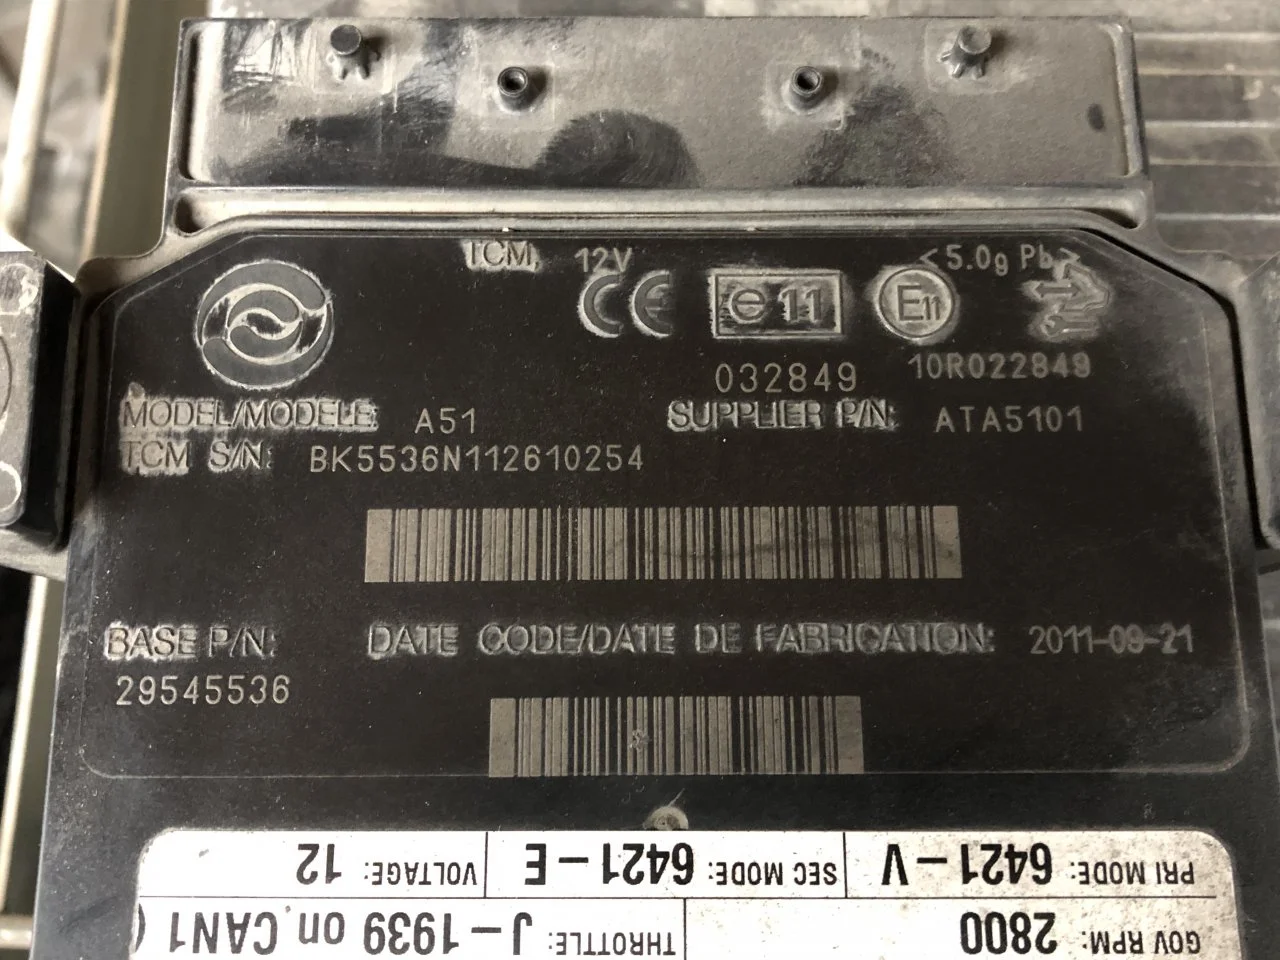 TCM 12V <5.0g Pb>
CE e11 E11
032849 10R022849
MODEL/MODELE: A51 SUPPLIER P/N: ATA5101
TCM S/N: BK5536N112610254
BASE P/N: DATE CODE/DATE DE FABRICATION: 2011-09-21
29545536
GOV RPM: 2800 THROTTLE: J-1939 on CAN1 (
PRI MODE: 6421-V SEC MODE: 6421-E VOLTAGE: 12